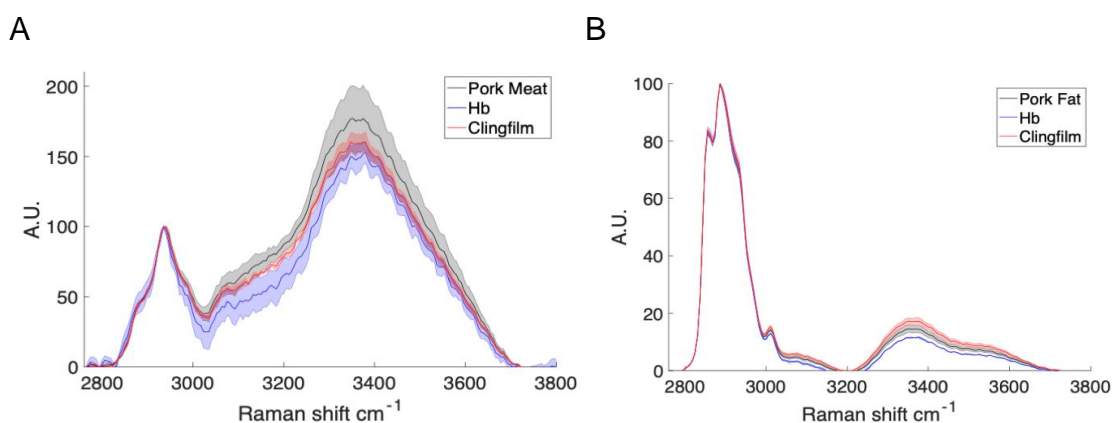 A
B
200
150
100
50
0
A.U.
2800 3000 3200 3400 3600 3800
Raman shift cm-1
Pork Meat
Hb
Clingfilm
100
80
60
40
20
0
A.U.
2800 3000 3200 3400 3600 3800
Raman shift cm-1
Pork Fat
Hb
Clingfilm